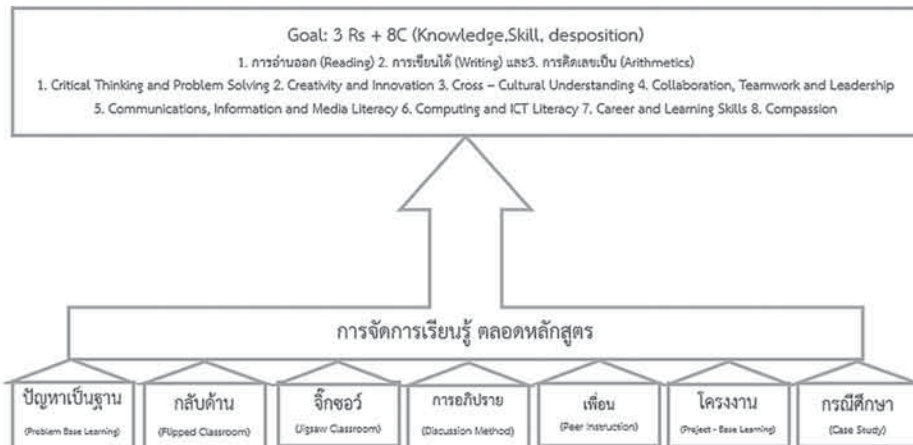 Goal: 3 Rs + 8C (Knowledge,Skill, desposition)
1. การอ่านออก (Reading) 2. การเขียนได้ (Writing) และ3. การคิดเลขเป็น (Arithmetics)
1. Critical Thinking and Problem Solving 2. Creativity and Innovation 3. Cross – Cultural Understanding 4. Collaboration, Teamwork and Leadership
5. Communications, Information and Media Literacy 6. Computing and ICT Literacy 7. Career and Learning Skills 8. Compassion
การจัดการเรียนรู้ ตลอดหลักสูตร
ปัญหาเป็นฐาน
(Problem Base Learning)
กลับด้าน
(Flipped Classroom)
จิ๊กซอว์
(Jigsaw Classroom)
การอภิปราย
(Discussion Method)
เพื่อน
(Peer Instruction)
โครงงาน
(Project - Base Learning)
กรณีศึกษา
(Case Study)